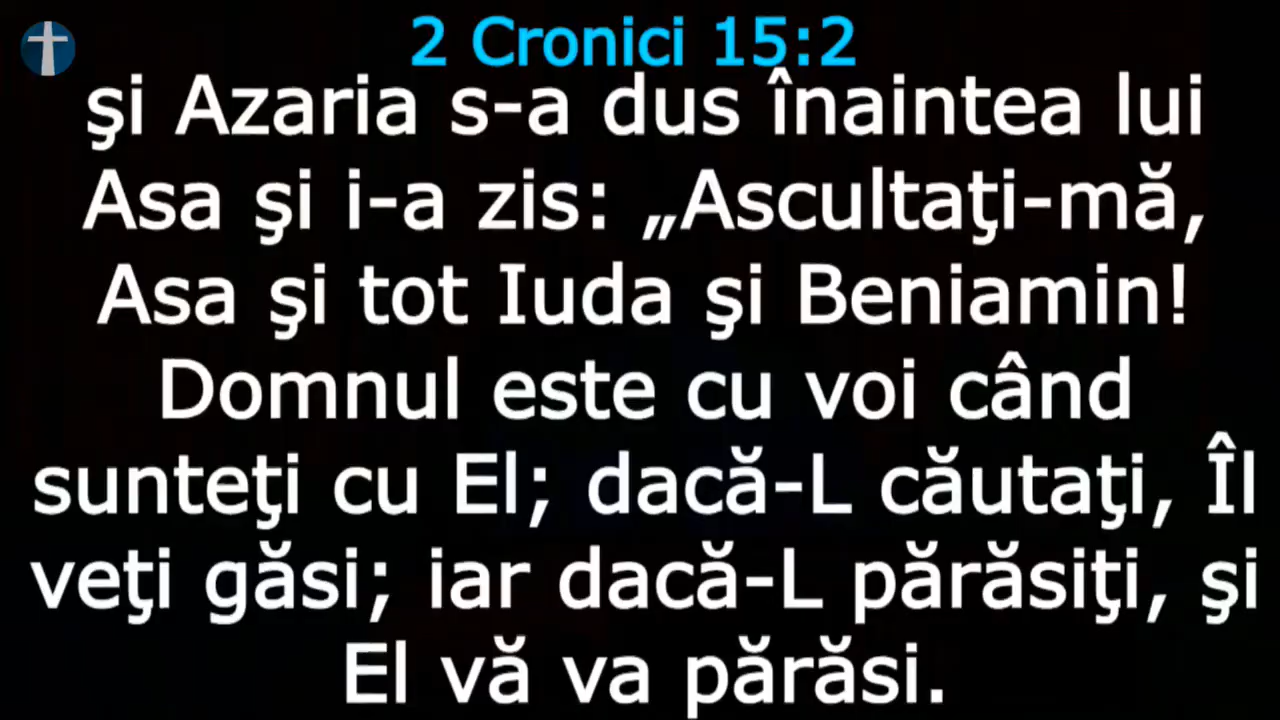 2 Cronici 15:2
şi Azaria s-a dus înaintea lui
Asa şi i-a zis: „Ascultaţi-mă,
Asa şi tot Iuda şi Beniamin!
Domnul este cu voi când
sunteţi cu El; dacă-L căutaţi, Îl
veţi găsi; iar dacă-L părăsiţi, şi
El vă va părăsi.